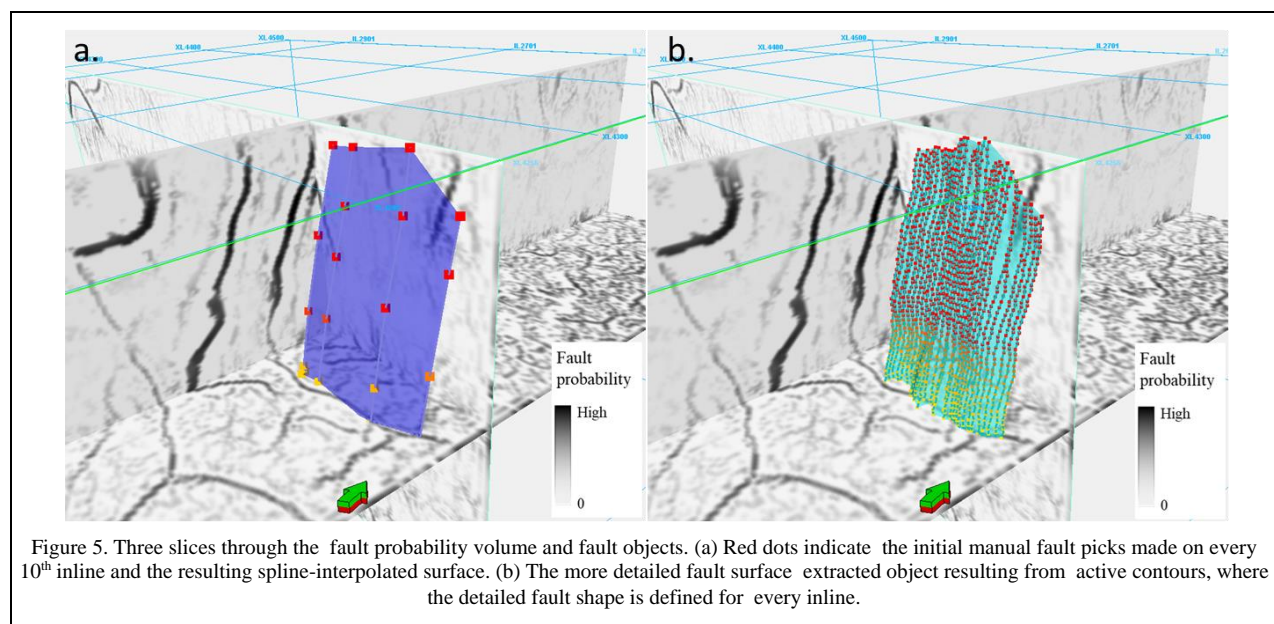 a.
XL.4400
XL.4500
IL.2901
IL.2701
XL.4300
Fault
probability
High
0
b.
XL.4400
XL.4500
IL.2901
IL.2701
XL.4300
Fault
probability
High
0
Figure 5. Three slices through the fault probability volume and fault objects. (a) Red dots indicate the initial manual fault picks made on every
10th inline and the resulting spline-interpolated surface. (b) The more detailed fault surface extracted object resulting from active contours, where
the detailed fault shape is defined for every inline.